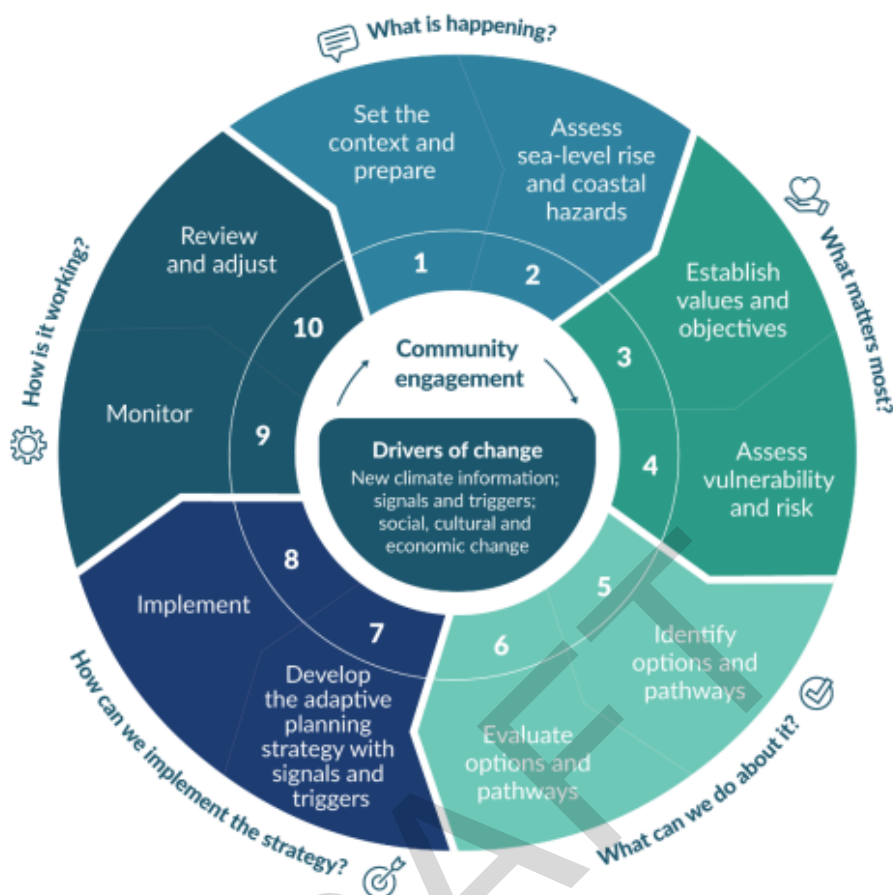 What is happening?
Set the
context and
prepare
1
Assess
sea-level rise
and coastal
hazards
2
What matters most?
Establish
values and
objectives
3
Assess
vulnerability
and risk
4
What can we do about it?
Identify
options and
pathways
5
Evaluate
options and
pathways
6
How can we implement the strategy?
Develop
the adaptive
planning
strategy with
signals and
triggers
7
Implement
8
How is it working?
Monitor
9
Review
and adjust
10
Community
engagement
Drivers of change
New climate information;
signals and triggers;
social, cultural and
economic change